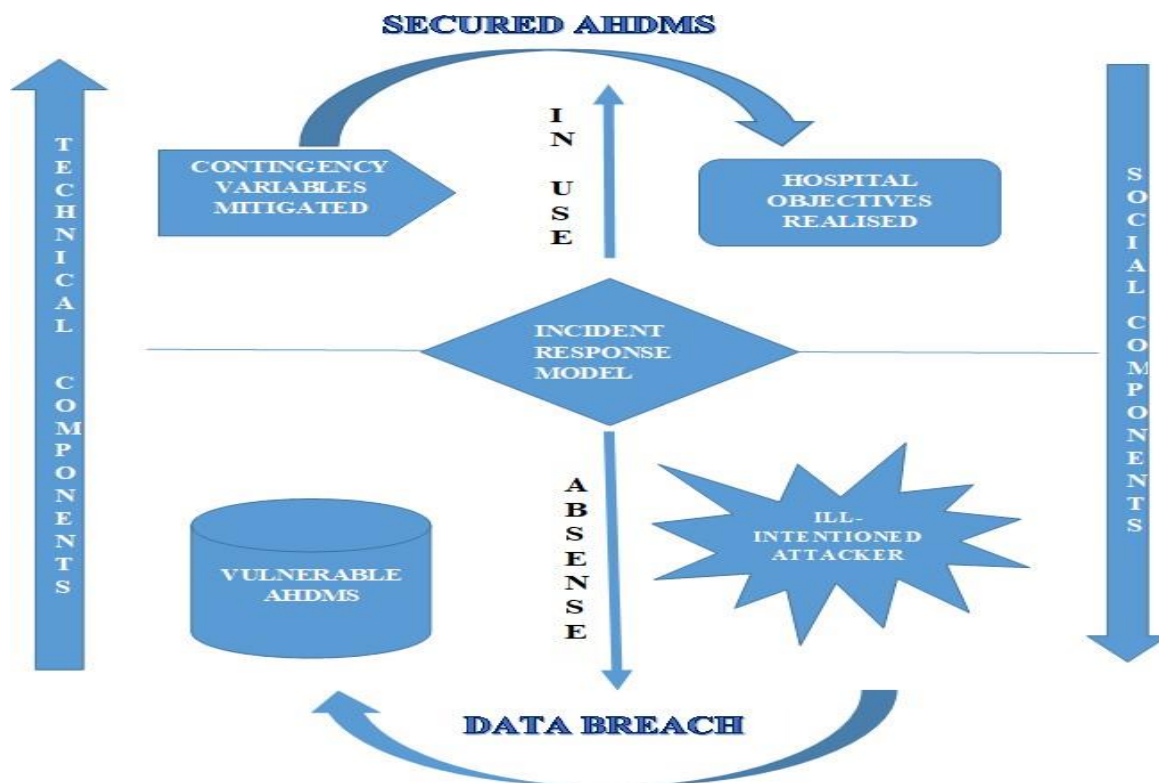 SECURED AHDMS
TECHNICAL COMPONENTS
CONTINGENCY
VARIABLES
MITIGATED
IN USE
HOSPITAL
OBJECTIVES
REALISED
SOCIAL COMPONENTS
INCIDENT
RESPONSE
MODEL
ABSENSE
VULNERABLE
AHDMS
ILL-
INTENTIONED
ATTACKER
DATA BREACH